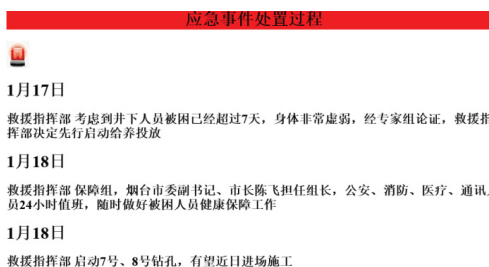 应急事件处置过程
1月17日
救援指挥部 考虑到井下人员被困已经超过7天，身体非常虚弱，经专家组论证，救援指
挥部决定先行启动给养投放
1月18日
救援指挥部 保障组，烟台市委副书记、市长陈飞担任组长，公安、消防、医疗、通讯
员24小时值班，随时做好被困人员健康保障工作
1月18日
救援指挥部 启动7号、8号钻孔，有望近日进场施工